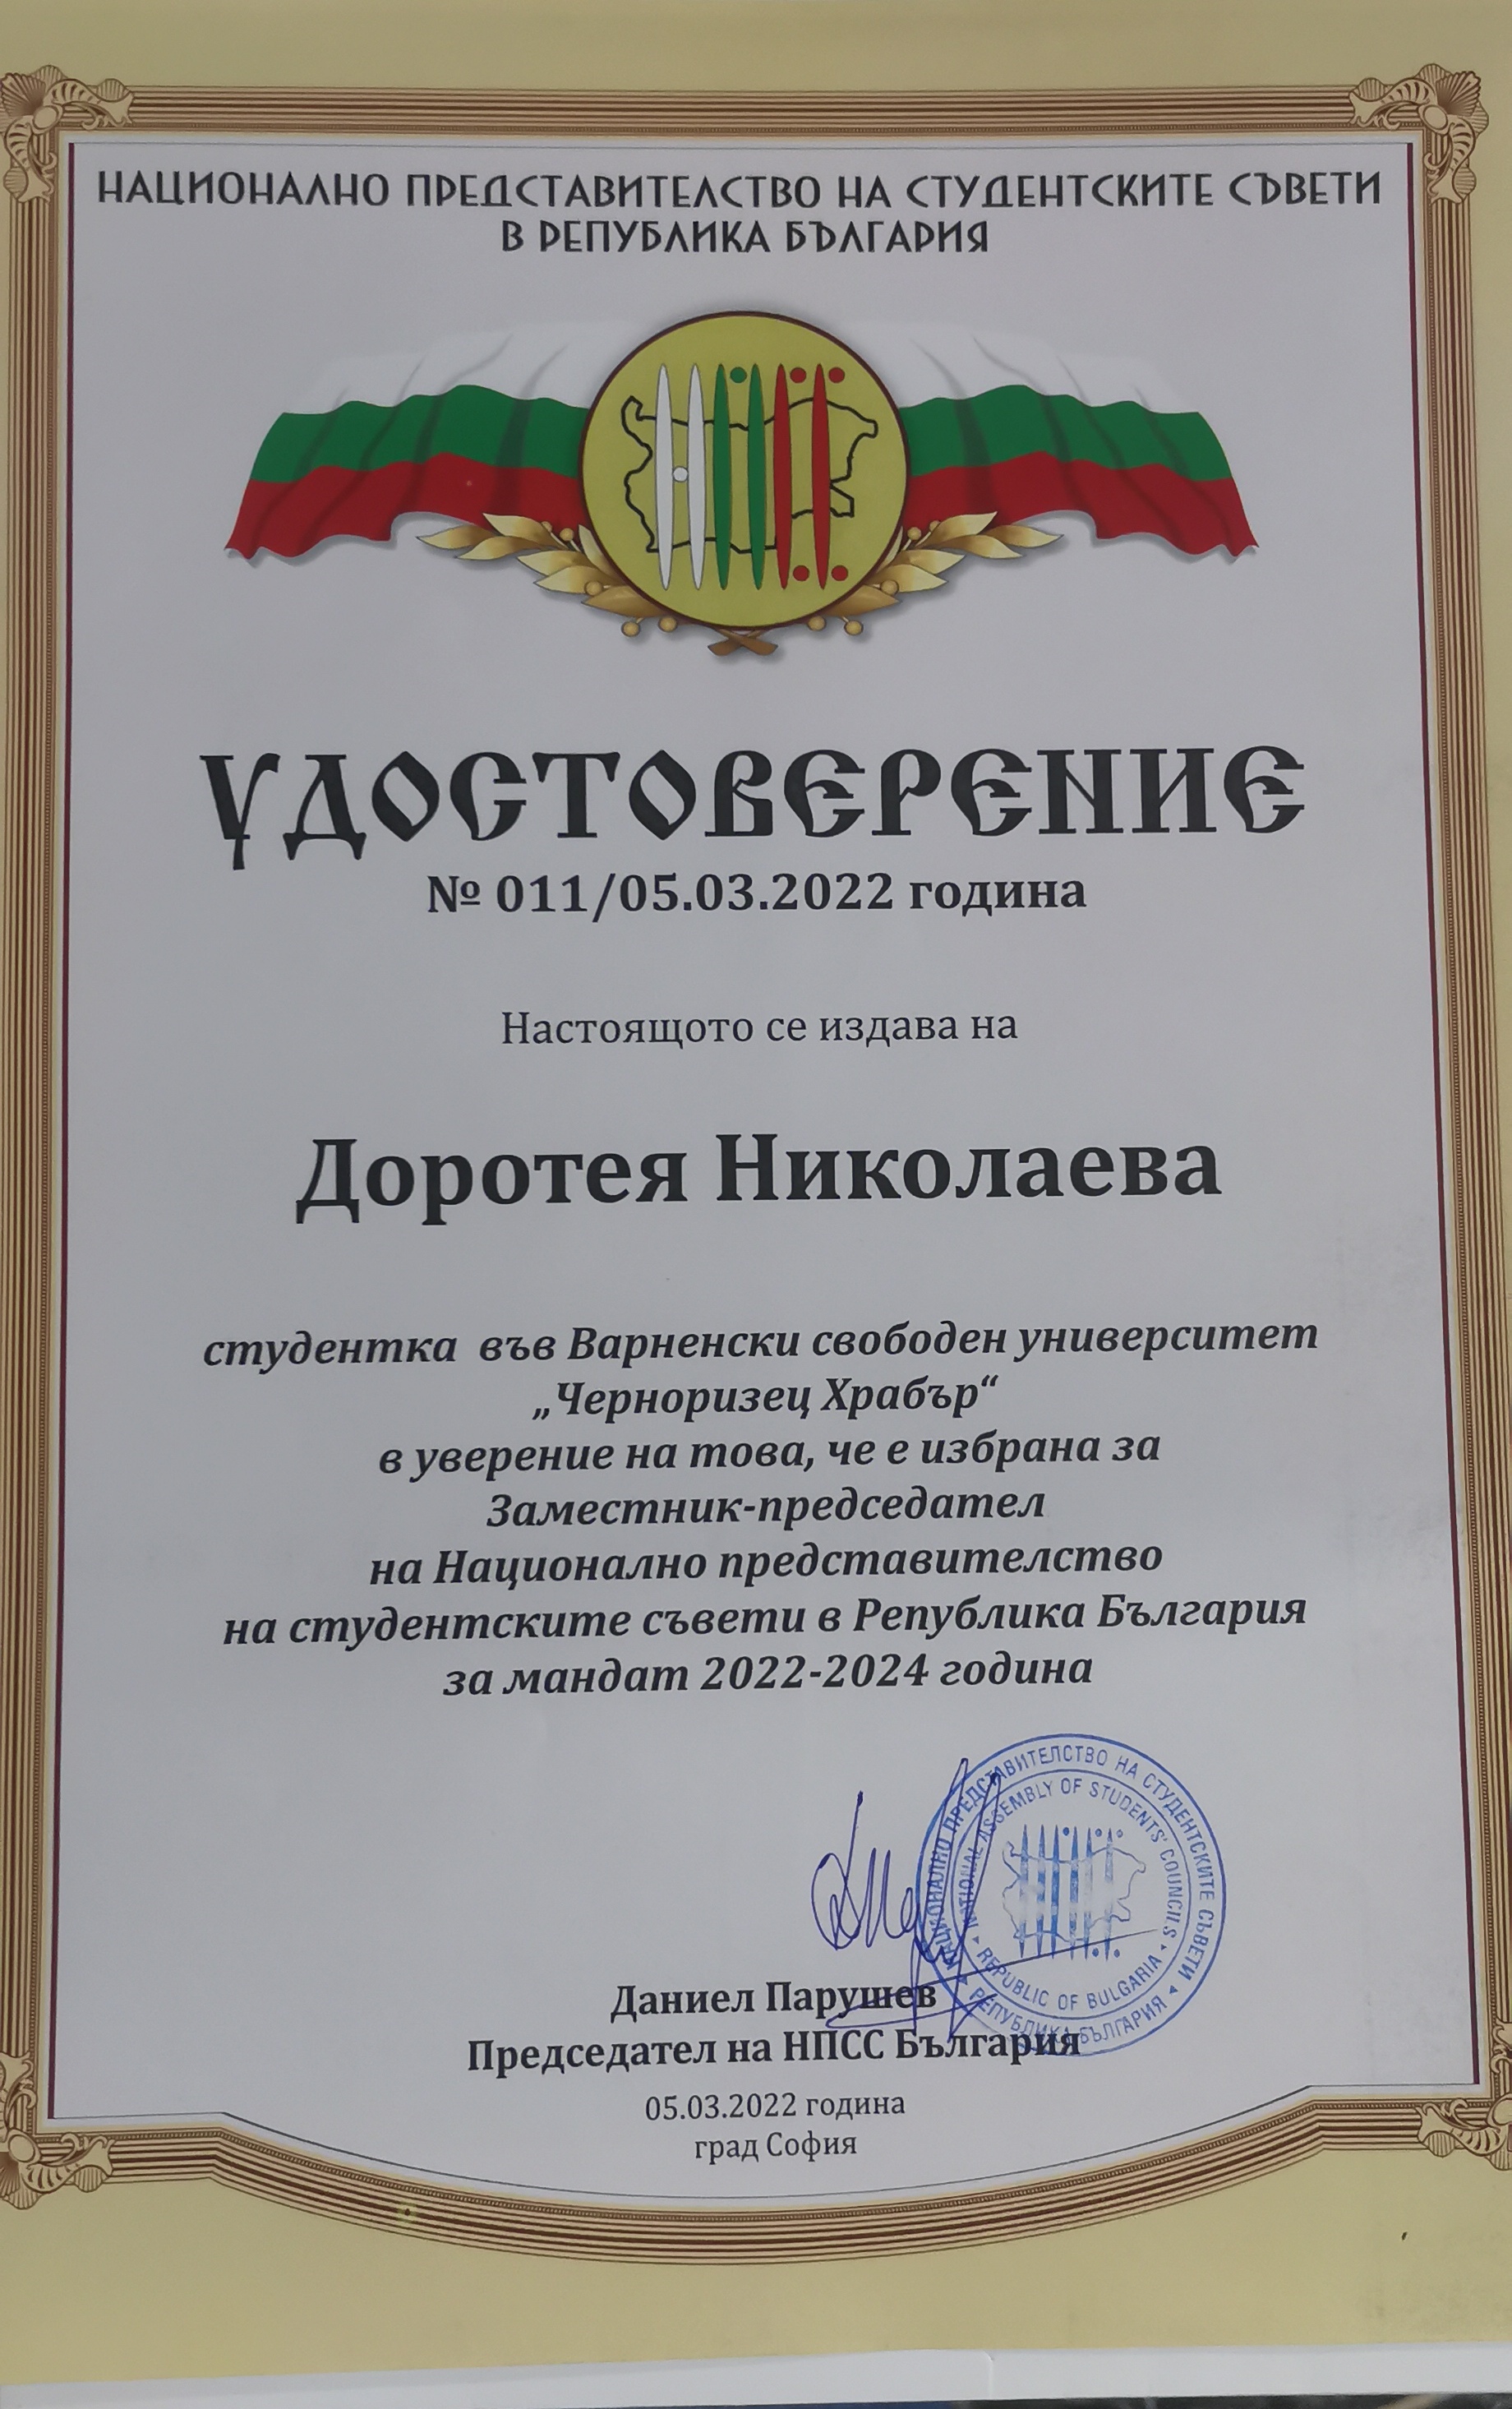 НАЦИОНАЛНО ПРЕДСТАВИТЕЛСТВО НА СТУДЕНТСКИТЕ СЪВЕТИ
В РЕПУБЛИКА БЪЛГАРИЯ
УДОСТОВЕРЕНИЕ
№ 011/05.03.2022 година
Настоящото се издава на
Доротея Николаева
студентка във Варненски свободен университет
„Черноризец Храбър“
в уверение на това, че е избрана за
Заместник-председател
на Национално представителство
на студентските съвети в Република България
за мандат 2022-2024 година
НАЦИОНАЛНО ПРЕДСТАВИТЕЛСТВО НА СТУДЕНТСКИТЕ СЪВЕТИ
РЕПУБЛИКА БЪЛГАРИЯ
NATIONAL ASSEMBLY OF STUDENTS' COUNCILS
REPUBLIC OF BULGARIA
Даниел Парушев
Председател на НПСС България
05.03.2022 година
град София